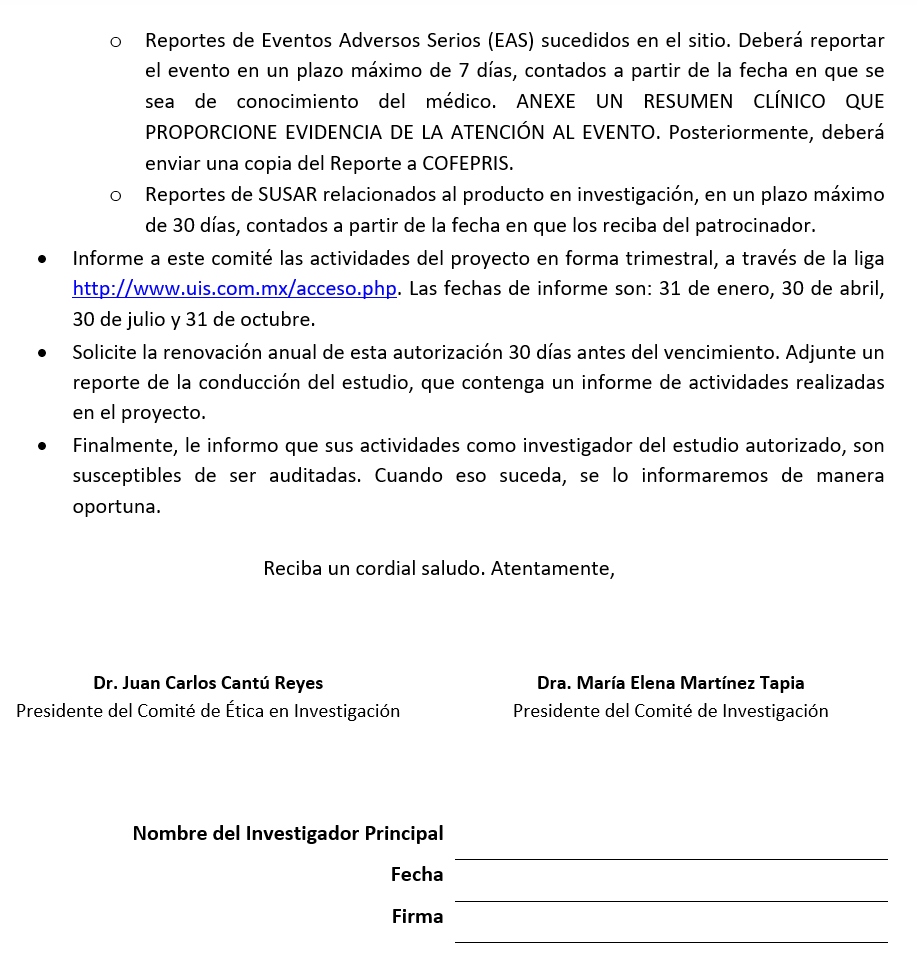 o Reportes de Eventos Adversos Serios (EAS) sucedidos en el sitio. Deberá reportar
el evento en un plazo máximo de 7 días, contados a partir de la fecha en que se
sea de conocimiento del médico. ANEXE UN RESUMEN CLÍNICO QUE
PROPORCIONE EVIDENCIA DE LA ATENCIÓN AL EVENTO. Posteriormente, deberá
enviar una copia del Reporte a COFEPRIS.
o Reportes de SUSAR relacionados al producto en investigación, en un plazo máximo
de 30 días, contados a partir de la fecha en que los reciba del patrocinador.
• Informe a este comité las actividades del proyecto en forma trimestral, a través de la liga
http://www.uis.com.mx/acceso.php. Las fechas de informe son: 31 de enero, 30 de abril,
30 de julio y 31 de octubre.
• Solicite la renovación anual de esta autorización 30 días antes del vencimiento. Adjunte un
reporte de la conducción del estudio, que contenga un informe de actividades realizadas
en el proyecto.
• Finalmente, le informo que sus actividades como investigador del estudio autorizado, son
susceptibles de ser auditadas. Cuando eso suceda, se lo informaremos de manera
oportuna.
Reciba un cordial saludo. Atentamente,
Dr. Juan Carlos Cantú Reyes
Presidente del Comité de Ética en Investigación
Dra. María Elena Martínez Tapia
Presidente del Comité de Investigación
Nombre del Investigador Principal
Fecha
Firma